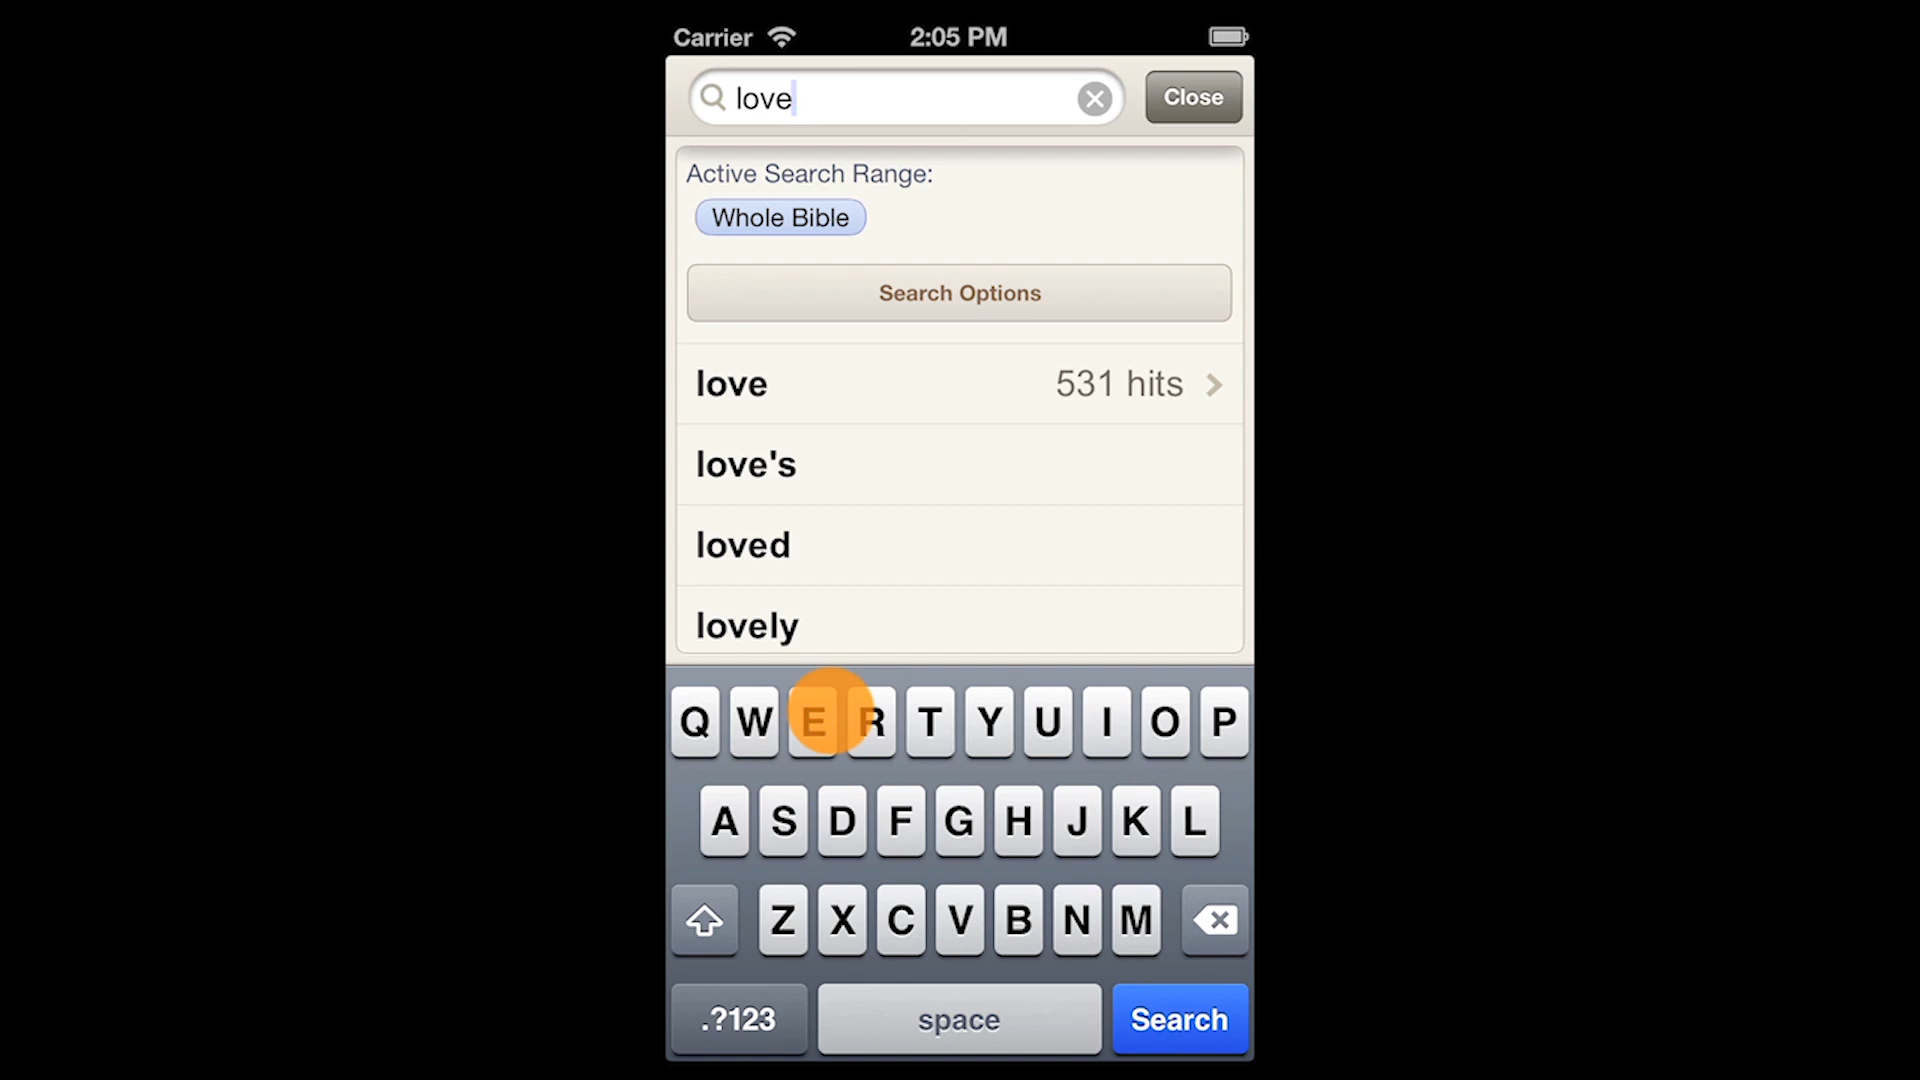 Carrier 2:05 PM
love Close
Active Search Range:
Whole Bible
Search Options
love 531 hits
love's
loved
lovely
Q W E R T Y U I O P
A S D F G H J K L
Z X C V B N M
.?123 space Search